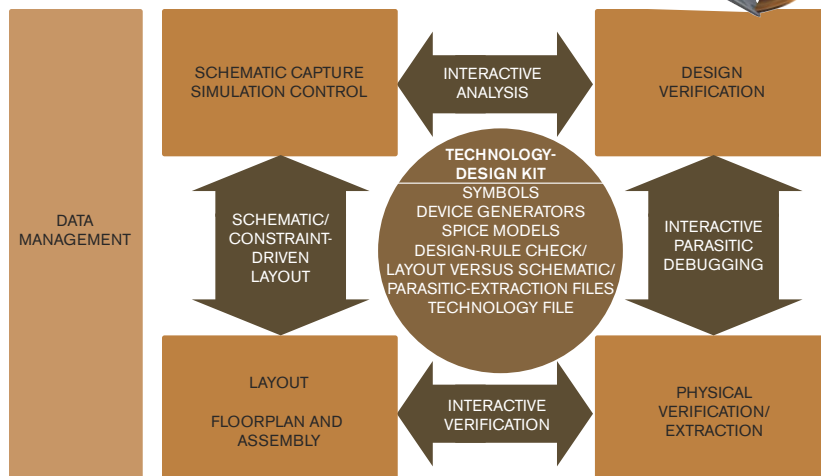 SCHEMATIC CAPTURE
SIMULATION CONTROL
INTERACTIVE
ANALYSIS
DESIGN
VERIFICATION
DATA
MANAGEMENT
SCHEMATIC/
CONSTRAINT-
DRIVEN
LAYOUT
TECHNOLOGY-
DESIGN KIT
SYMBOLS
DEVICE GENERATORS
SPICE MODELS
DESIGN-RULE CHECK/
LAYOUT VERSUS SCHEMATIC/
PARASITIC-EXTRACTION FILES
TECHNOLOGY FILE
INTERACTIVE
PARASITIC
DEBUGGING
LAYOUT
FLOORPLAN AND
ASSEMBLY
INTERACTIVE
VERIFICATION
PHYSICAL
VERIFICATION/
EXTRACTION